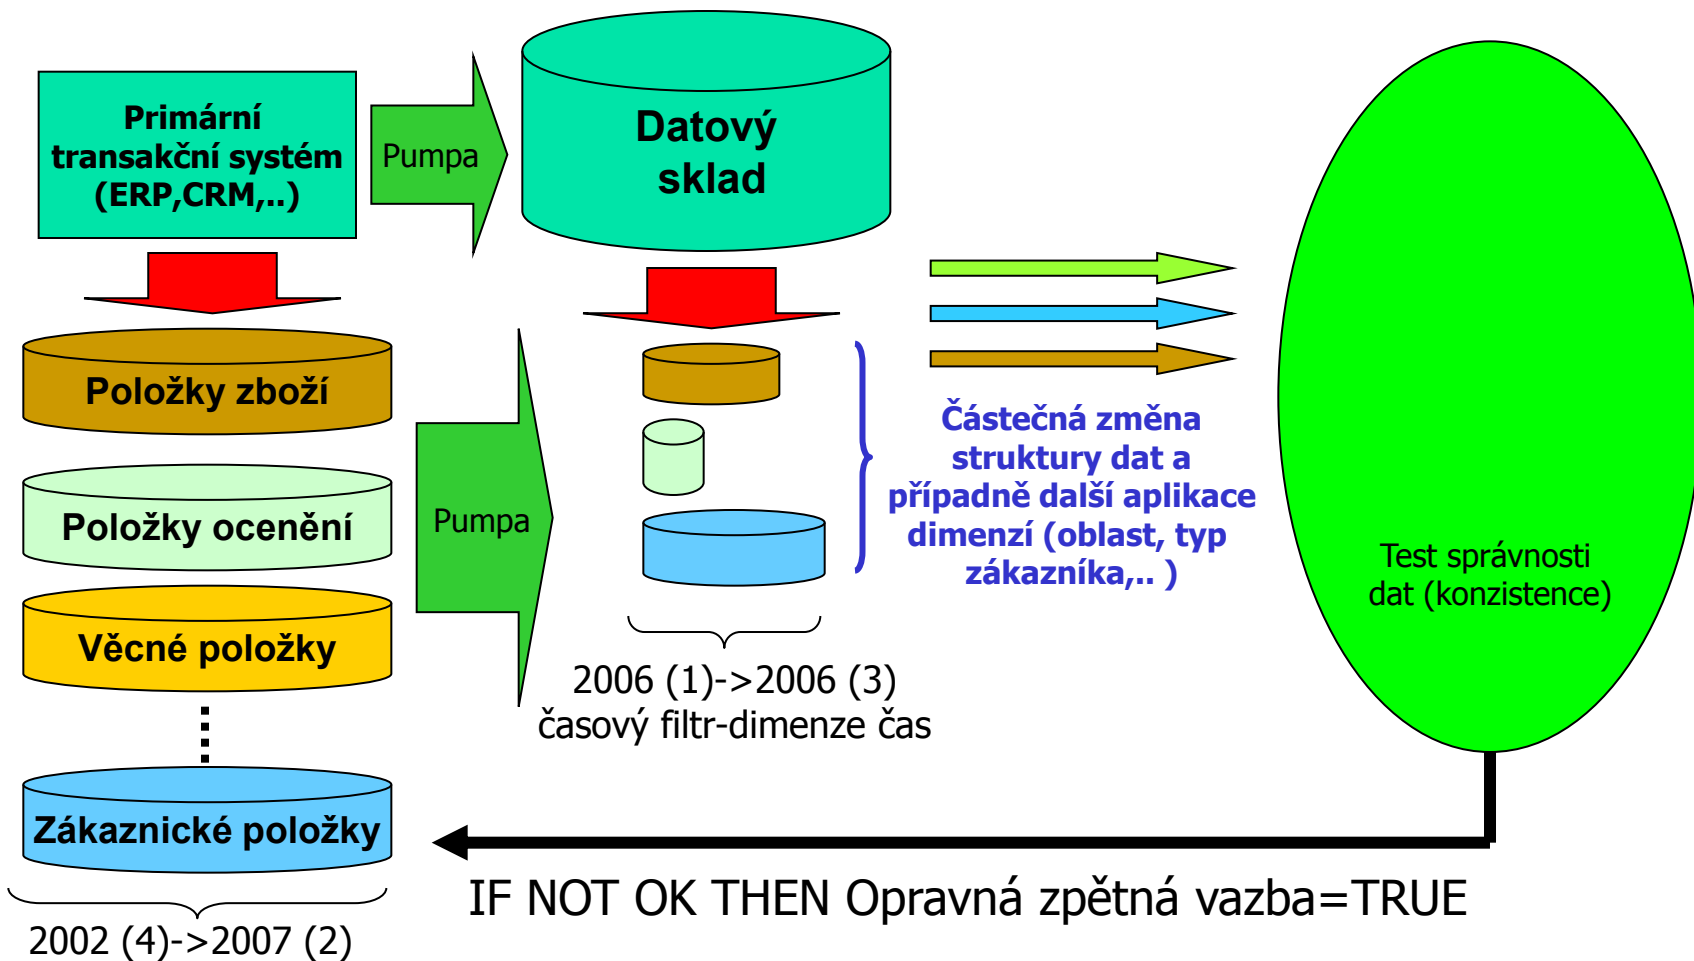 Primární
transakční systém
(ERP,CRM,..)
Pumpa
Datový
sklad
Položky zboží
Položky ocenění
Věcné položky
Zákaznické položky
2002 (4)->2007 (2)
Pumpa
2006 (1)->2006 (3)
časový filtr-dimenze čas
Částečná změna
struktury dat a
případně další aplikace
dimenzí (oblast, typ
zákazníka,.. )
Test správnosti
dat (konzistence)
IF NOT OK THEN Opravná zpětná vazba=TRUE